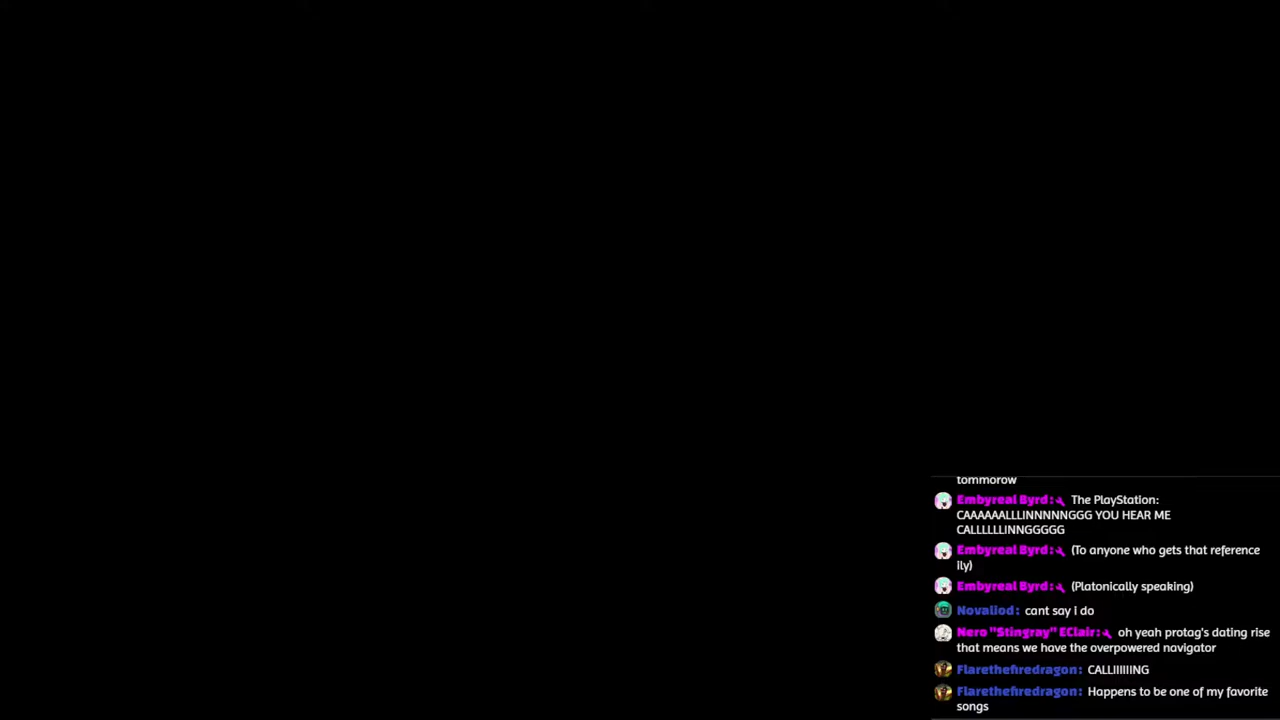 tommorow
Embyreal Byrd: The PlayStation:
CAAAAAALLLINNNNNGGG YOU HEAR ME
CALLLLLLINNGGGGG
Embyreal Byrd: (To anyone who gets that reference
ily)
Embyreal Byrd: (Platonically speaking)
Novaliod: cant say i do
Nero "Stingray" EClair: oh yeah protag's dating rise
that means we have the overpowered navigator
Flarethefiredragon: CALLIIIIIING
Flarethefiredragon: Happens to be one of my favorite
songs